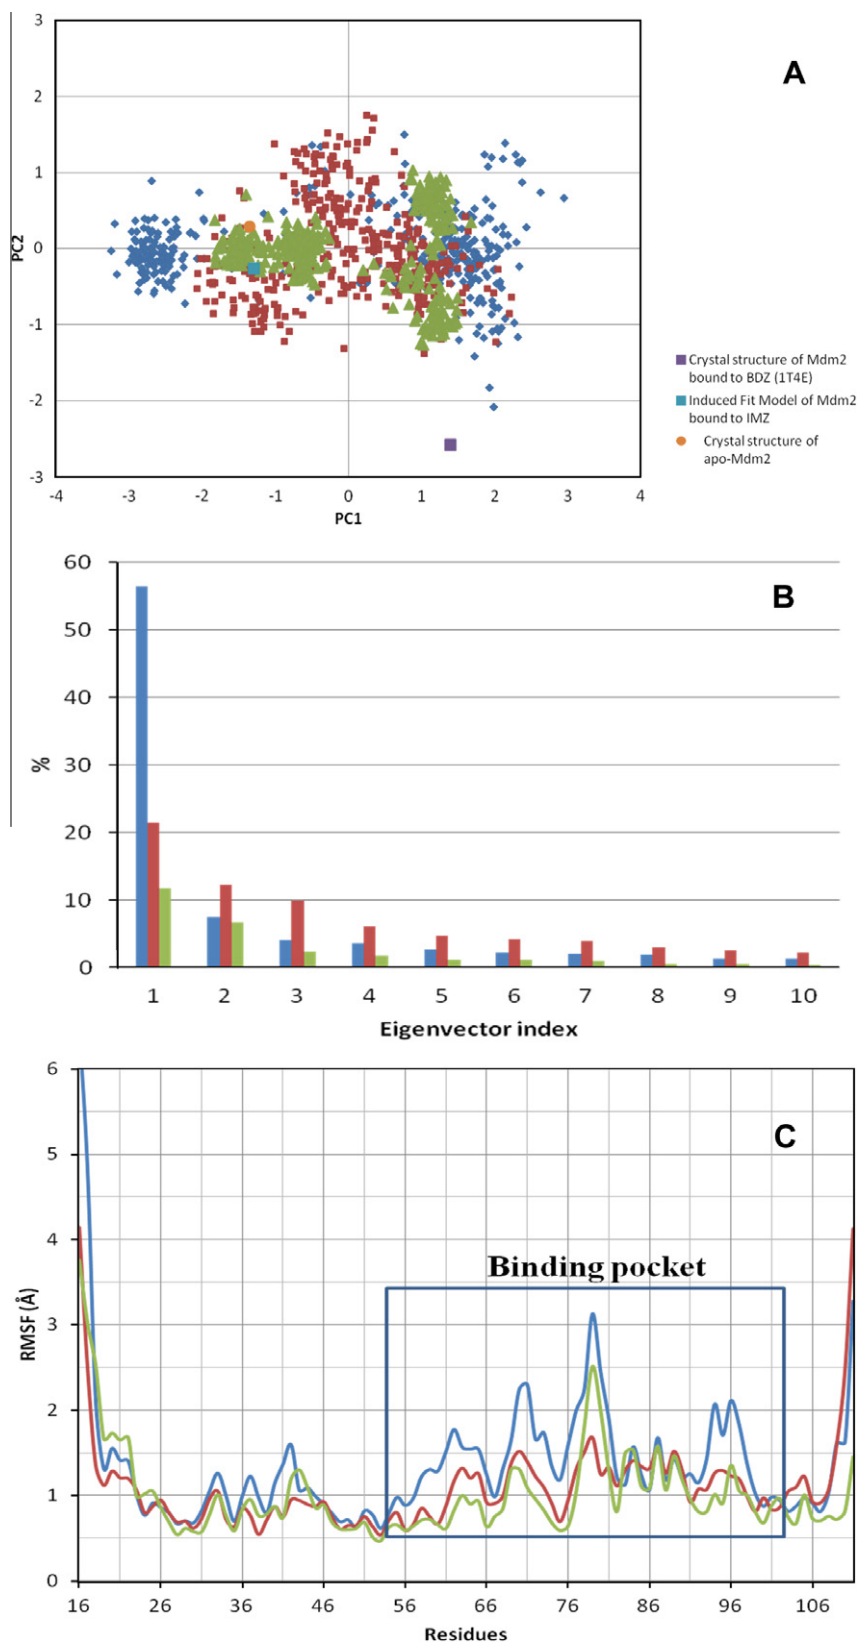 3
A
2
1
PC2
0
-1
Crystal structure of Mdm2
bound to BDZ (1T4E)
-2
Induced Fit Model of Mdm2
bound to IMZ
Crystal structure of
apo-Mdm2
-3
-4 -3 -2 -1 0 1 2 3 4
PC1
60
B
50
40
%
30
20
10
0
1 2 3 4 5 6 7 8 9 10
Eigenvector index
6
C
5
4
Binding pocket
RMSF (Å)
3
2
1
0
16 26 36 46 56 66 76 86 96 106
Residues